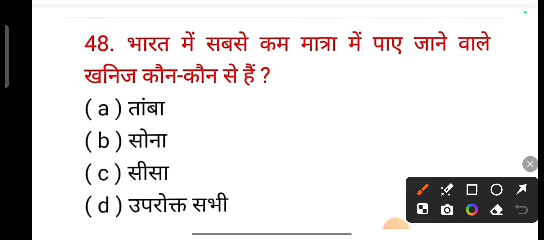 48. भारत में सबसे कम मात्रा में पाए जाने वाले
खनिज कौन-कौन से हैं ?
( a ) तांबा
( b ) सोना
( c ) सीसा
( d ) उपरोक्त सभी